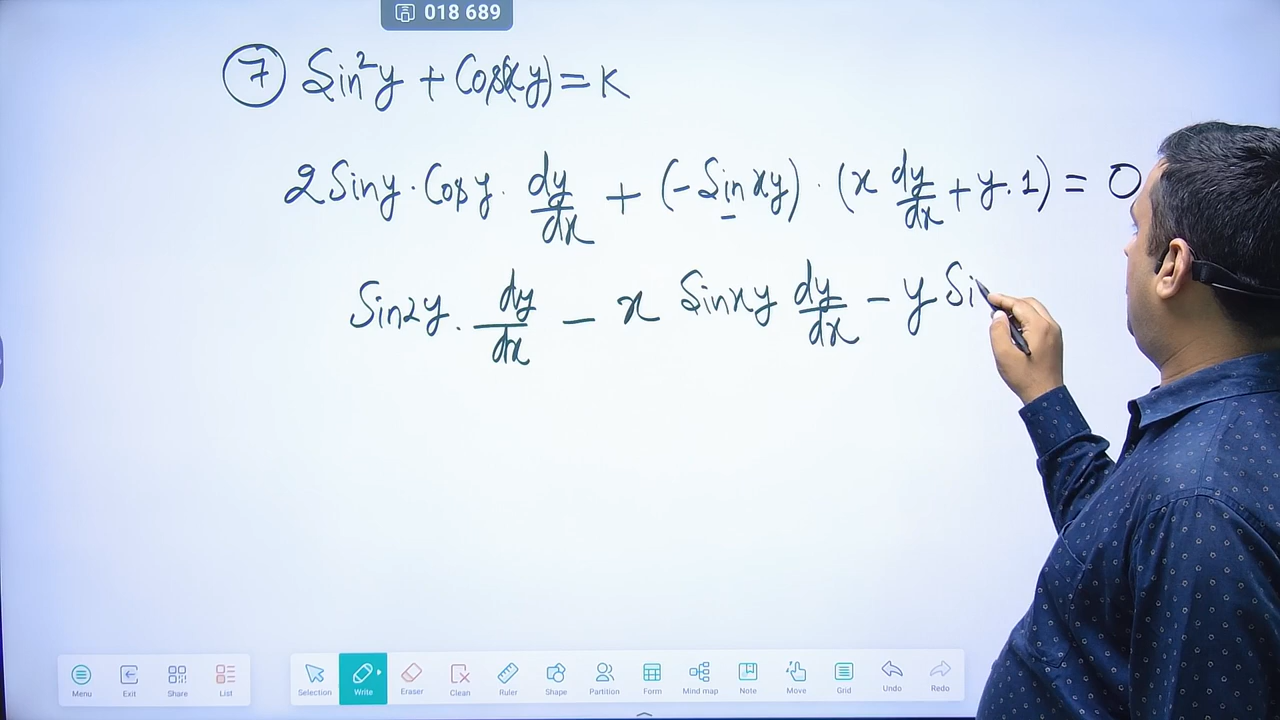 018 689
7 Sin²y + Cos(xy) = K
2 Siny · Cosy · dy/dx + (-Sin xy) · (x dy/dx + y · 1) = 0
Sin2y · dy/dx - x Sinxy dy/dx - y Si
Menu Exit Share List Selection Write Eraser Clean Ruler Shape Partition Form Mind map Note Move Grid Undo Redo